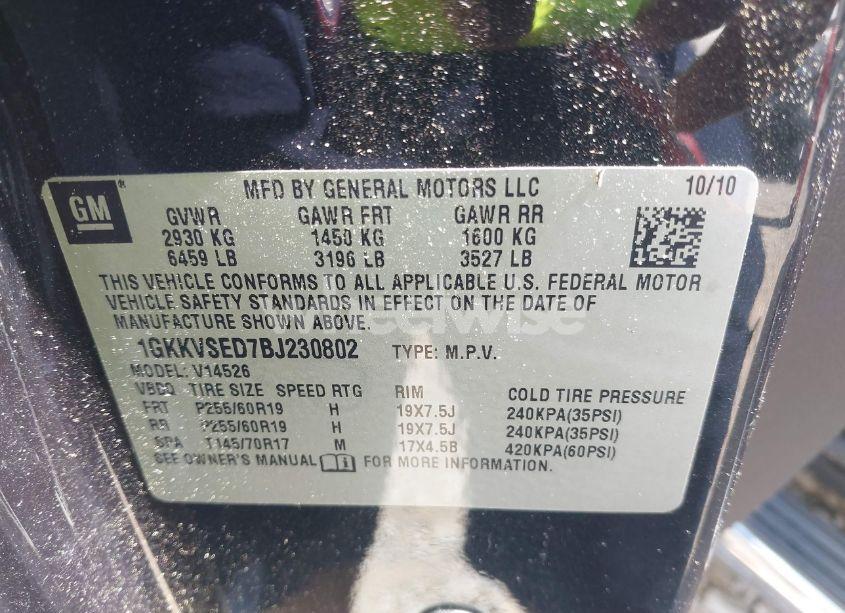 GM
MFD BY GENERAL MOTORS LLC 10/10
GVWR GAWR FRT GAWR RR
2930 KG 1450 KG 1600 KG
6459 LB 3196 LB 3527 LB
THIS VEHICLE CONFORMS TO ALL APPLICABLE U.S. FEDERAL MOTOR
VEHICLE SAFETY STANDARDS IN EFFECT ON THE DATE OF
MANUFACTURE SHOWN ABOVE.
1GKKVSED7BJ230802 TYPE: M.P.V.
MODEL: V14526
VBDQ TIRE SIZE SPEED RTG RIM COLD TIRE PRESSURE
FRT P255/60R19 H 19X7.5J 240KPA(35PSI)
RR P255/60R19 H 19X7.5J 240KPA(35PSI)
SPA T145/70R17 M 17X4.5B 420KPA(60PSI)
SEE OWNER'S MANUAL FOR MORE INFORMATION.